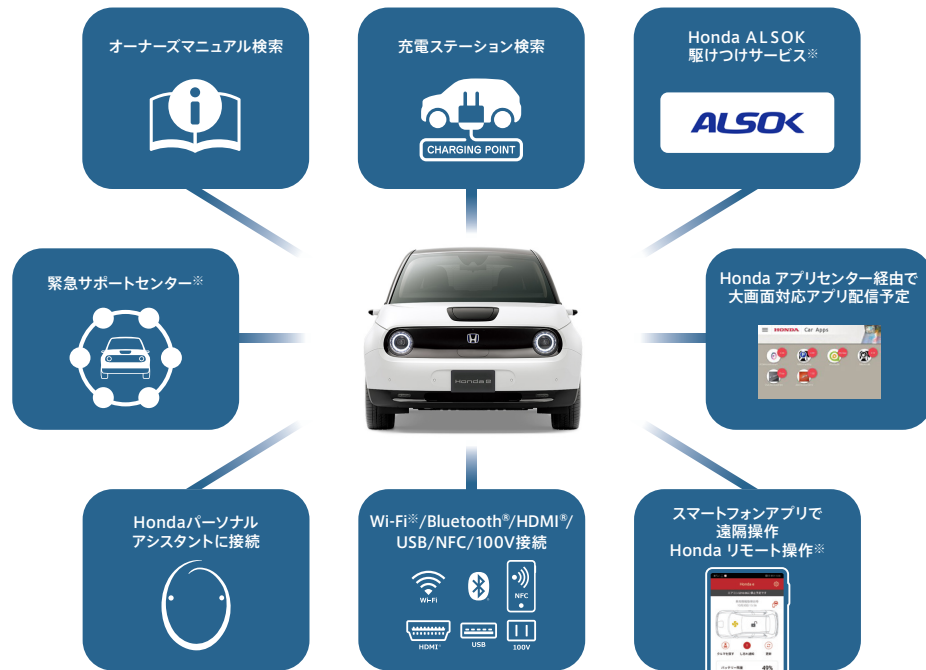 オーナーズマニュアル検索
充電ステーション検索
CHARGING POINT
Honda ALSOK
駆けつけサービス※
ALSOK
緊急サポートセンター※
Honda e
Honda アプリセンター経由で
大画面対応アプリ配信予定
HONDA Car Apps
Hondaパーソナル
アシスタントに接続
Wi-Fi※/Bluetooth®/HDMI®/
USB/NFC/100V接続
Wi-Fi
NFC
HDMI®
USB
100V
スマートフォンアプリで
遠隔操作
Honda リモート操作※
Honda e
49%